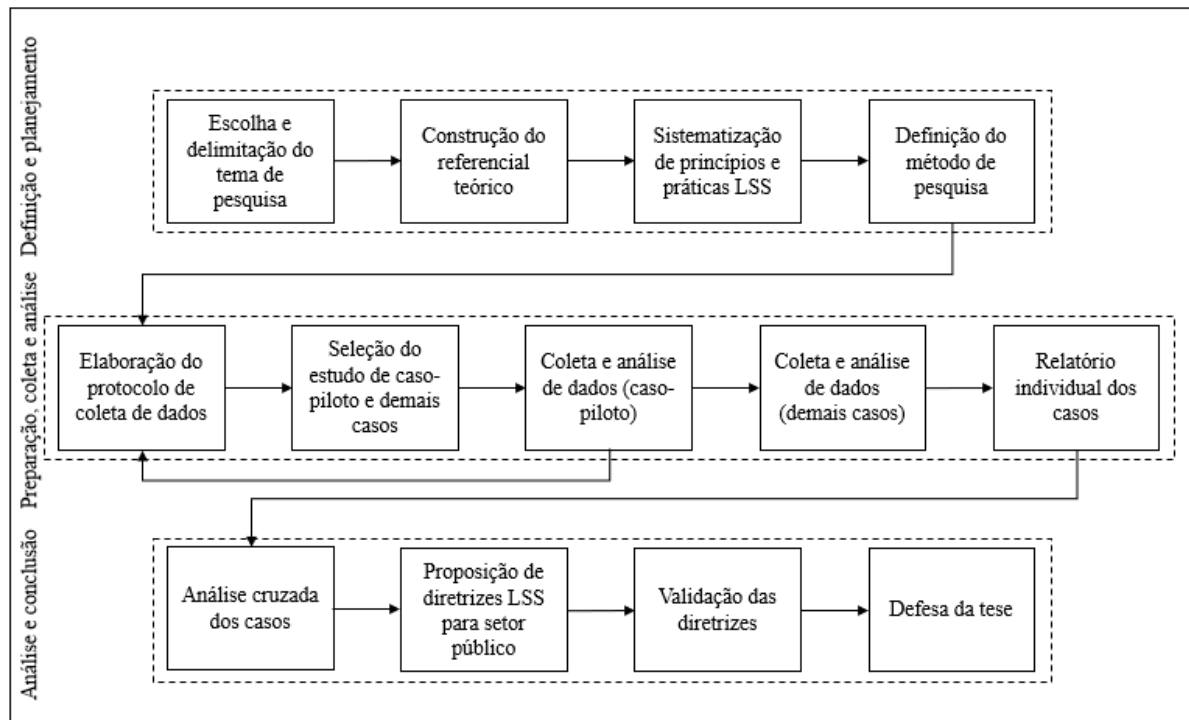 Definição e planejamento
Escolha e
delimitação do
tema de
pesquisa
Construção do
referencial
teórico
Sistematização
de princípios e
práticas LSS
Definição do
método de
pesquisa
Preparação, coleta e análise
Elaboração do
protocolo de
coleta de dados
Seleção do
estudo de caso-
piloto e demais
casos
Coleta e análise
de dados (caso-
piloto)
Coleta e análise
de dados
(demais casos)
Relatório
individual dos
casos
Análise e conclusão
Análise cruzada
dos casos
Proposição de
diretrizes LSS
para setor
público
Validação das
diretrizes
Defesa da tese